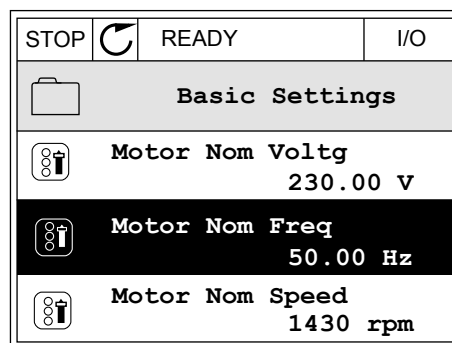 STOP READY I/O
Basic Settings
Motor Nom Voltg
230.00 V
Motor Nom Freq
50.00 Hz
Motor Nom Speed
1430 rpm